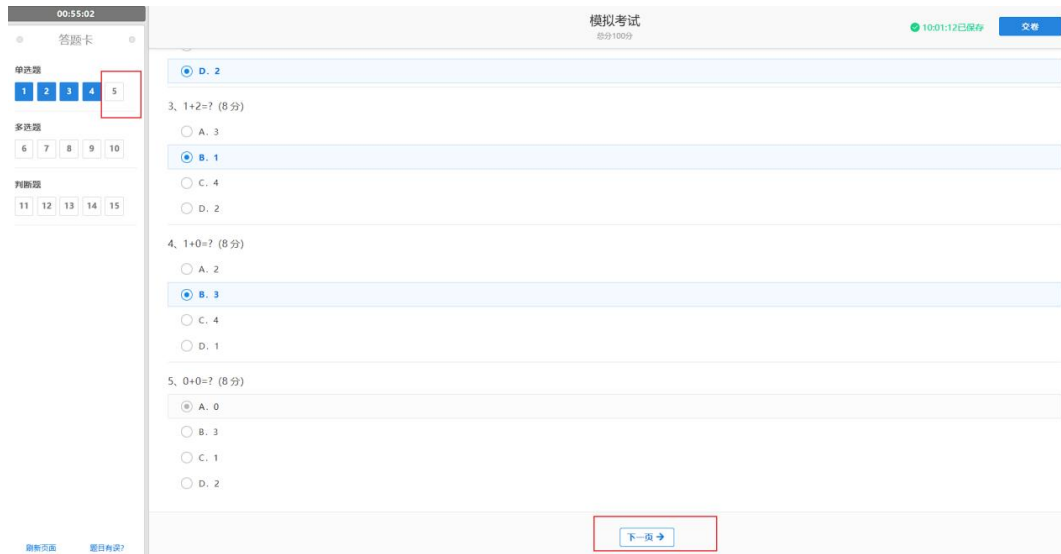 00:55:02
答题卡
单选题
1 2 3 4 5
多选题
6 7 8 9 10
判断题
11 12 13 14 15
刷新页面 题目有误?
模拟考试
总分100分
10:01:12已保存
交卷
D. 2
3、1+2=? (8分)
A. 3
B. 1
C. 4
D. 2
4、1+0=? (8分)
A. 2
B. 3
C. 4
D. 1
5、0+0=? (8分)
A. 0
B. 3
C. 1
D. 2
下一页 →